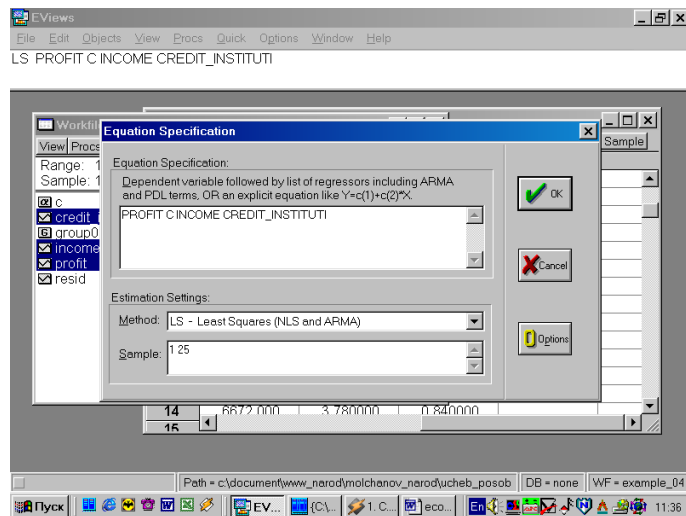 EViews
File Edit Objects View Procs Quick Options Window Help
LS PROFIT C INCOME CREDIT_INSTITUTI
Workfil
View Procs
Sample
Range: 1
Sample: 1
c
credit_i
group0
income
profit
resid
Equation Specification
Equation Specification:
Dependent variable followed by list of regressors including ARMA
and PDL terms, OR an explicit equation like Y=c(1)+c(2)*X.
PROFIT C INCOME CREDIT_INSTITUTI
OK
Cancel
Options
Estimation Settings:
Method: LS - Least Squares (NLS and ARMA)
Sample: 1 25
14 6672.000 3.780000 0.840000
15
Path = c:\document\www_narod\molchanov_narod\ucheb_posob DB = none WF = example_04
Пуск EV... {C:\.. 1. C... eco... En 11:36